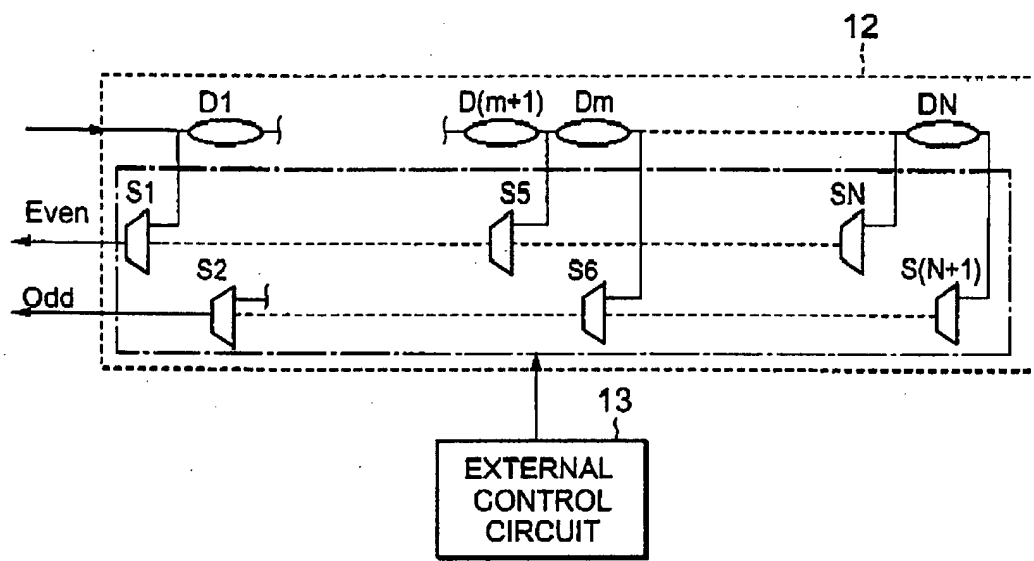 12
D1
D(m+1)
Dm
DN
S1
S5
SN
Even
S2
S6
S(N+1)
Odd
13
EXTERNAL
CONTROL
CIRCUIT